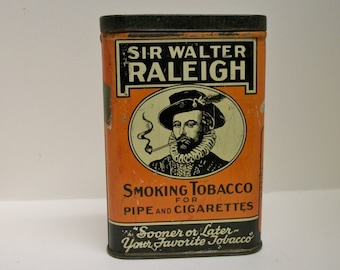 SIR WALTER
RALEIGH
SMOKING TOBACCO
FOR
PIPE AND CIGARETTES
"Sooner or Later-
Your Favorite Tobacco"